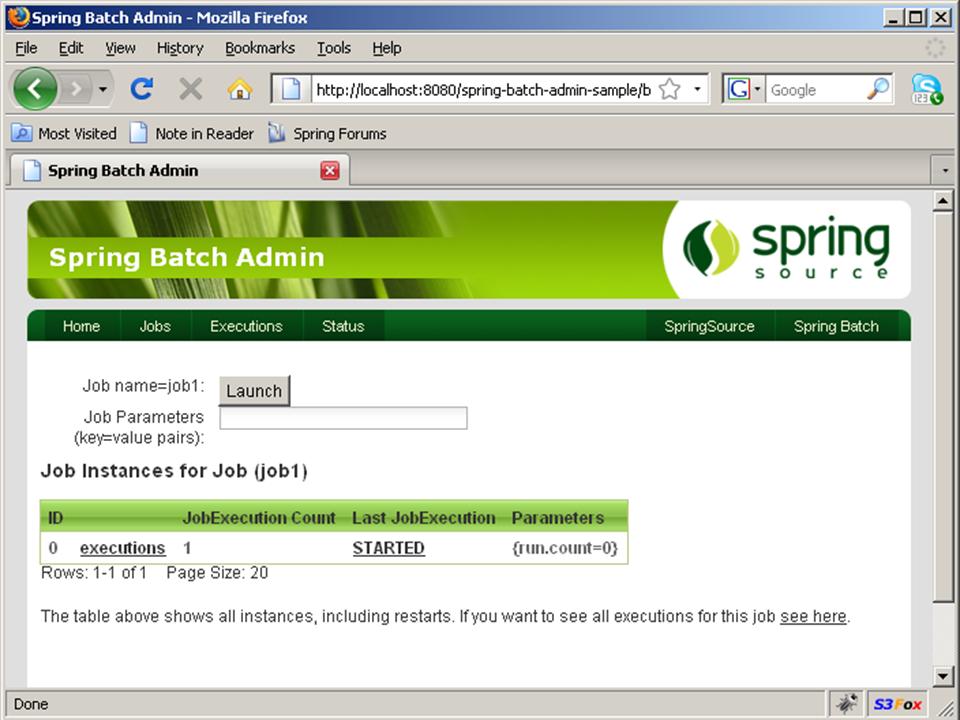 Spring Batch Admin - Mozilla Firefox
File Edit View History Bookmarks Tools Help
http://localhost:8080/spring-batch-admin-sample/b
Google
123
Most Visited Note in Reader Spring Forums
Spring Batch Admin
Spring Batch Admin
spring
source
Home Jobs Executions Status SpringSource Spring Batch
Job name=job1: Launch
Job Parameters
(key=value pairs):
Job Instances for Job (job1)
ID JobExecution Count Last JobExecution Parameters
0 executions 1 STARTED {run.count=0}
Rows: 1-1 of 1 Page Size: 20
The table above shows all instances, including restarts. If you want to see all executions for this job see here.
Done S3Fox